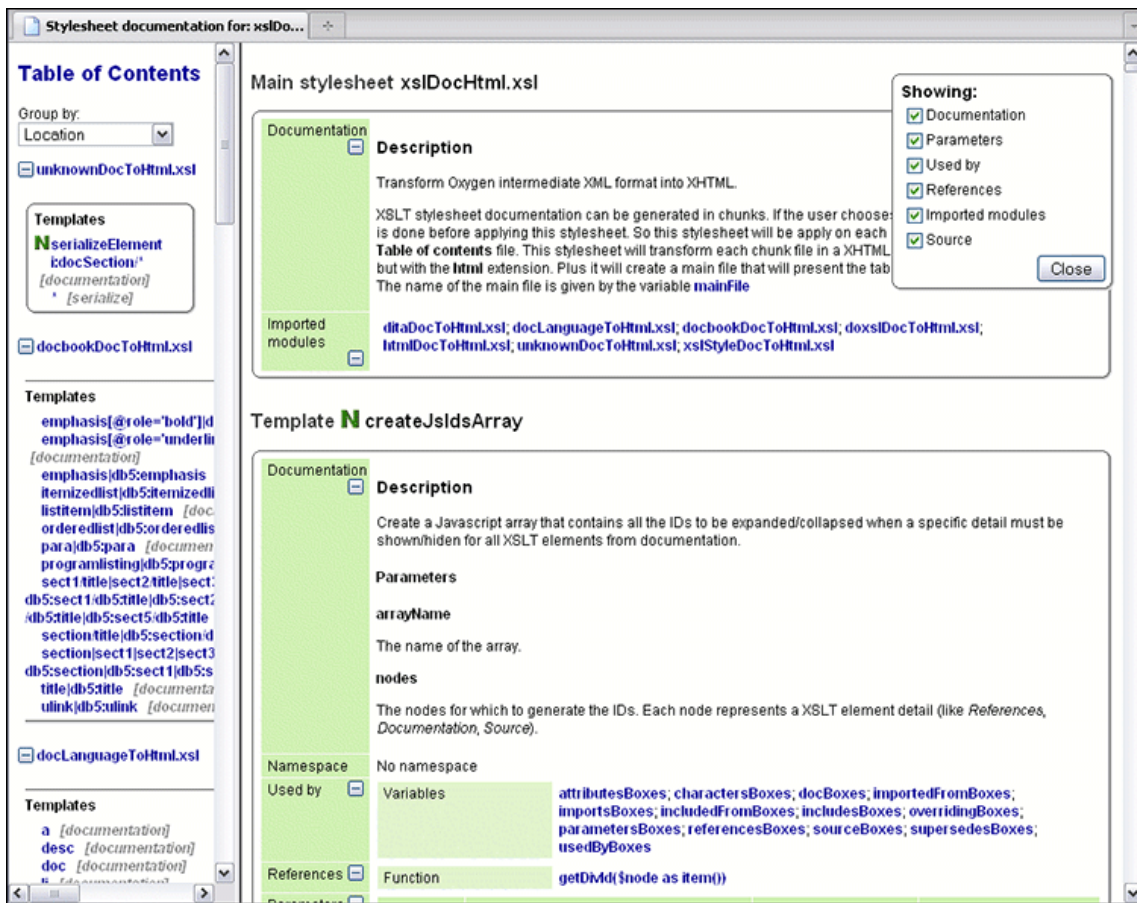 Stylesheet documentation for: xslDo...
Table of Contents
Group by:
Location
unknownDocToHtml.xsl
Templates
N serializeElement
i:docSection/*
[documentation]
* [serialize]
docbookDocToHtml.xsl
Templates
emphasis[@role='bold']|d
emphasis[@role='underlin
[documentation]
emphasis|db5:emphasis
itemizedlist|db5:itemizedli
listitem|db5:listitem [doc
orderedlist|db5:orderedlis
para|db5:para [documen
programlisting|db5:progra
sect1/title|sect2/title|sect3
db5:sect1/db5:title|db5:sect2
/db5:title|db5:sect5/db5:title
section/title|db5:section/d
section|sect1|sect2|sect3
db5:section|db5:sect1|db5:s
title|db5:title [documenta
ulink|db5:ulink [documen
docLanguageToHtml.xsl
Templates
a [documentation]
desc [documentation]
doc [documentation]
Main stylesheet xslDocHtml.xsl
Documentation
Description
Transform Oxygen intermediate XML format into XHTML.
XSLT stylesheet documentation can be generated in chunks. If the user chooses
is done before applying this stylesheet. So this stylesheet will be apply on each
Table of contents file. This stylesheet will transform each chunk file in a XHTML
but with the html extension. Plus it will create a main file that will present the tab
The name of the main file is given by the variable mainFile
Imported
modules
ditaDocToHtml.xsl; docLanguageToHtml.xsl; docbookDocToHtml.xsl; doxslDocToHtml.xsl;
htmlDocToHtml.xsl; unknownDocToHtml.xsl; xslStyleDocToHtml.xsl
Showing:
Documentation
Parameters
Used by
References
Imported modules
Source
Close
Template N createJsIdsArray
Documentation
Description
Create a Javascript array that contains all the IDs to be expanded/collapsed when a specific detail must be
shown/hiden for all XSLT elements from documentation.
Parameters
arrayName
The name of the array.
nodes
The nodes for which to generate the IDs. Each node represents a XSLT element detail (like References,
Documentation, Source).
Namespace No namespace
Used by Variables
attributesBoxes; charactersBoxes; docBoxes; importedFromBoxes;
importsBoxes; includedFromBoxes; includesBoxes; overridingBoxes;
parametersBoxes; referencesBoxes; sourceBoxes; supersedesBoxes;
usedByBoxes
References Function getDivId($node as item())
Parameters